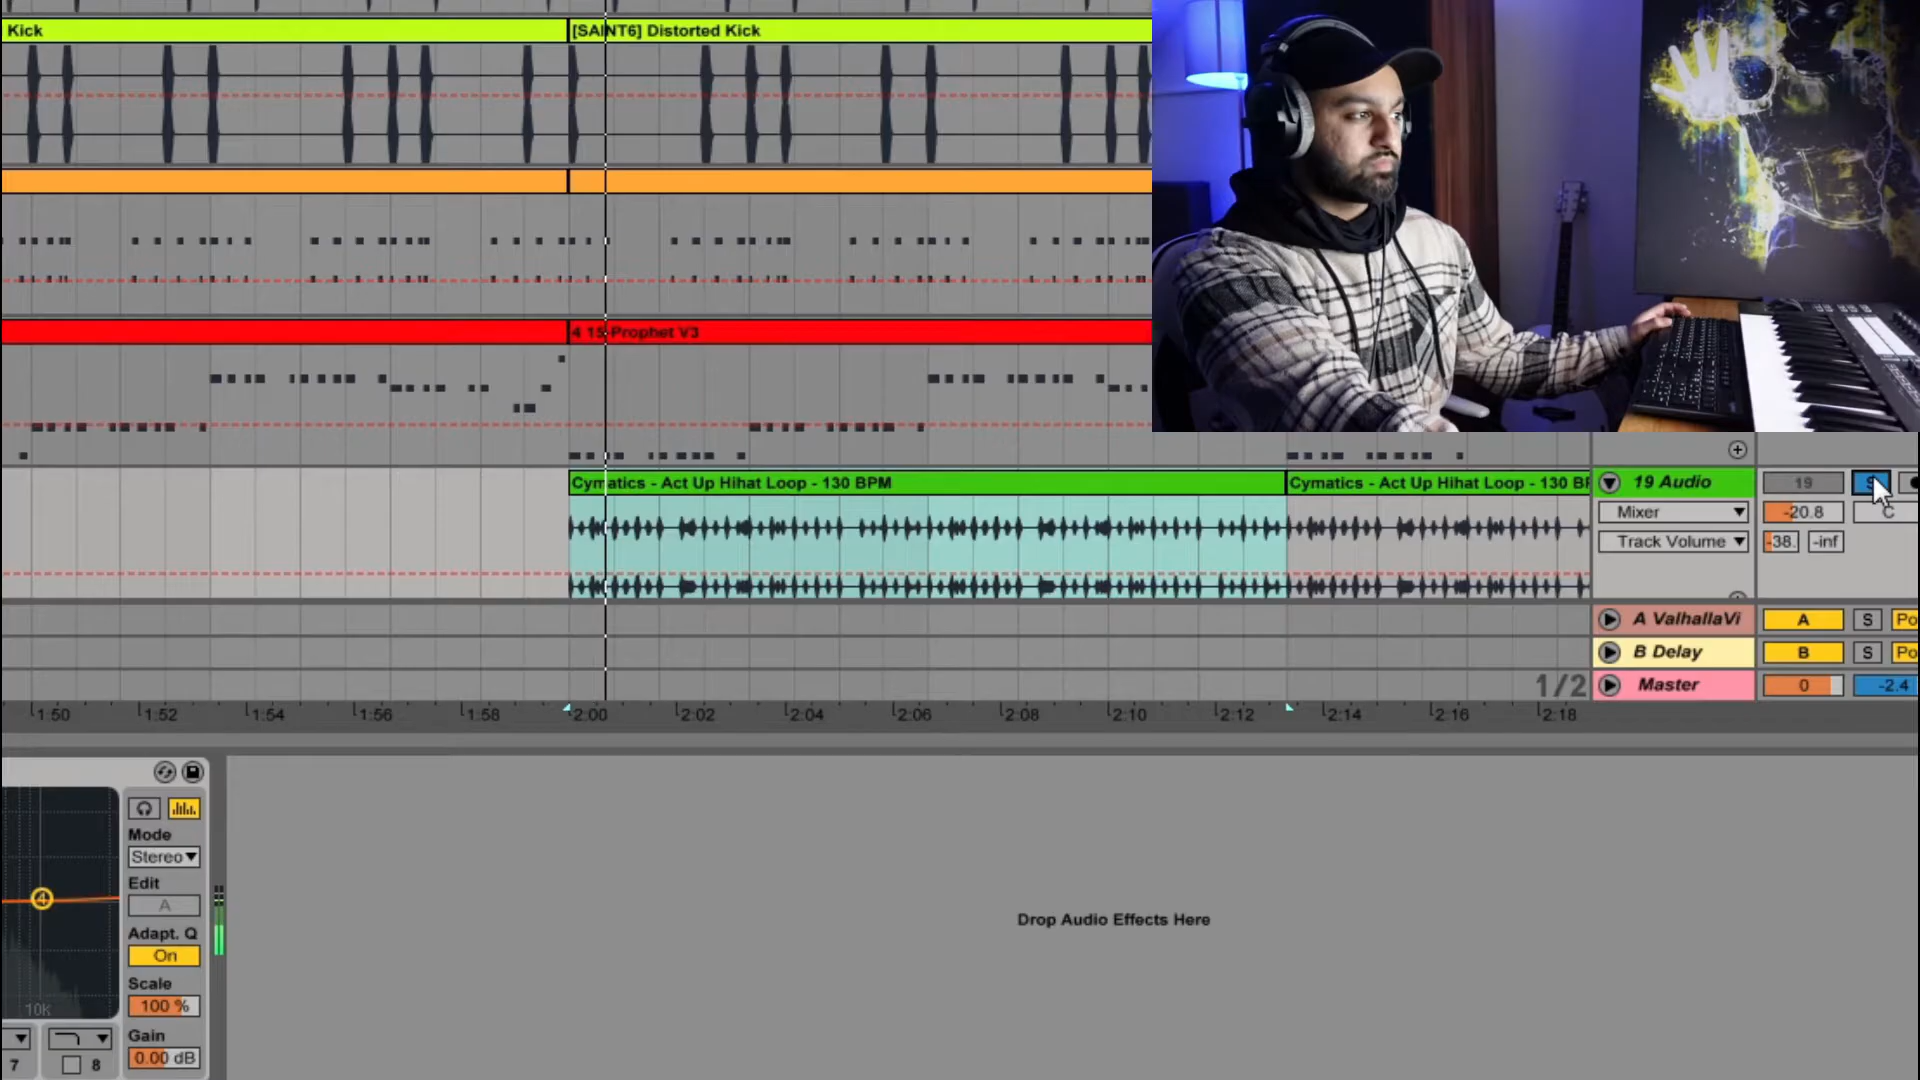 Kick
[SAINT6] Distorted Kick
4 15-Prophet V3
Cymatics - Act Up Hihat Loop - 130 BPM
Cymatics - Act Up Hihat Loop - 130 BP
19 Audio
19
S
Mixer
-20.8
C
Track Volume
-38.
-inf
A ValhallaVi
A
S
Po
B Delay
B
S
Po
1/2
Master
0
-2.4
1:50
1:52
1:54
1:56
1:58
2:00
2:02
2:04
2:06
2:08
2:10
2:12
2:14
2:16
2:18
Mode
Stereo
Edit
A
4
Adapt. Q
On
Drop Audio Effects Here
Scale
100 %
10K
Gain
0.00 dB
7
8